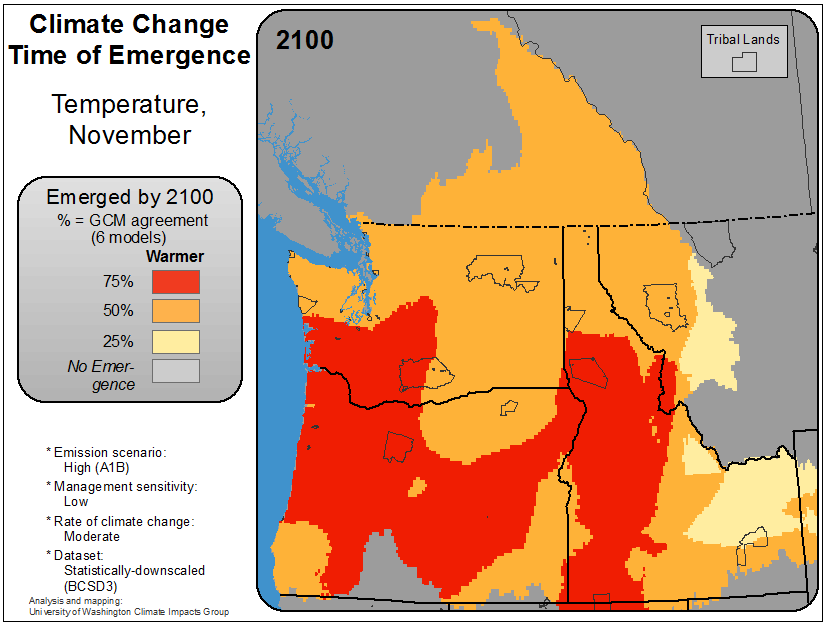 Climate Change
Time of Emergence
Temperature,
November
Emerged by 2100
% = GCM agreement
(6 models)
Warmer
75%
50%
25%
No Emer-
gence
* Emission scenario:
High (A1B)
* Management sensitivity:
Low
* Rate of climate change:
Moderate
* Dataset:
Statistically-downscaled
(BCSD3)
Analysis and mapping:
University of Washington Climate Impacts Group
2100
Tribal Lands